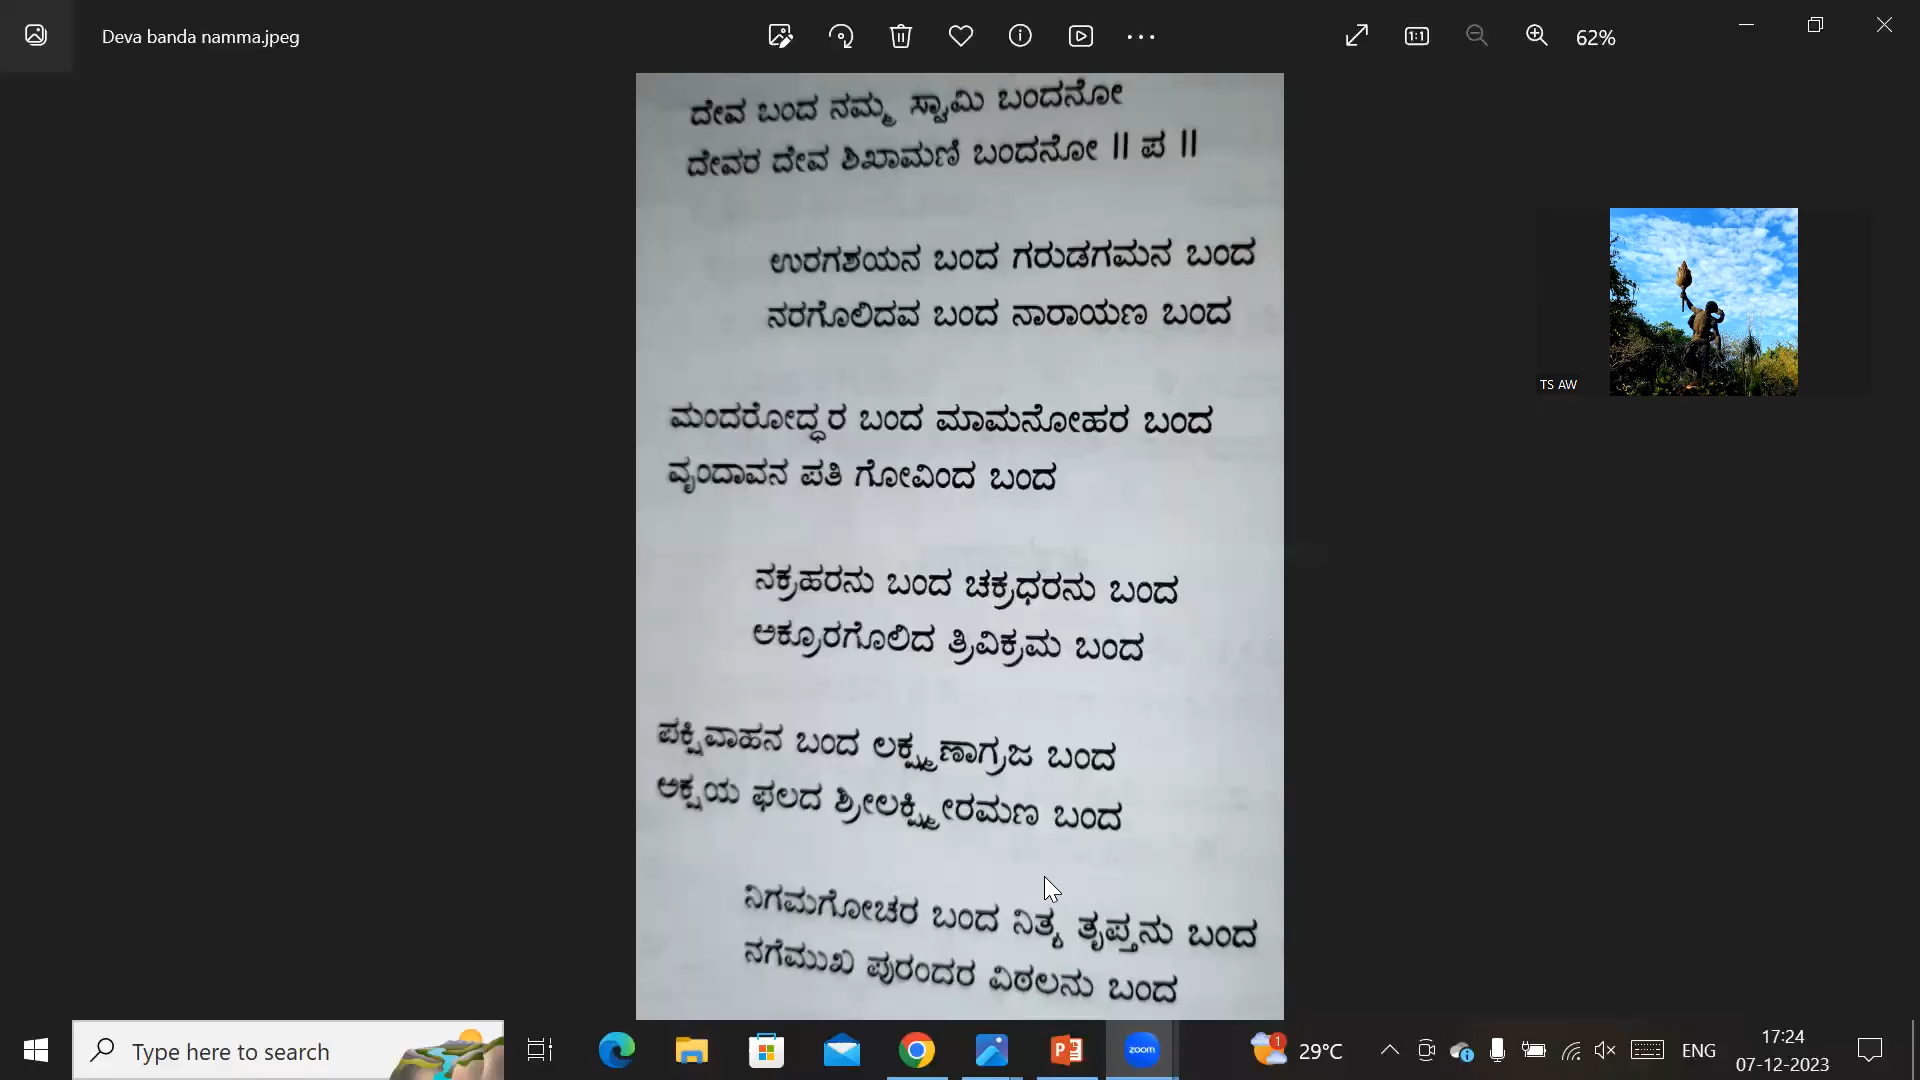 Deva banda namma.jpeg
62%
ದೇವ ಬಂದ ನಮ್ಮ ಸ್ವಾಮಿ ಬಂದನೋ
ದೇವರ ದೇವ ಶಿಖಾಮಣಿ ಬಂದನೋ || ಪ ||
ಉರಗಶಯನ ಬಂದ ಗರುಡಗಮನ ಬಂದ
ನರಗೊಲಿದವ ಬಂದ ನಾರಾಯಣ ಬಂದ
ಮಂದರೋದ್ಧರ ಬಂದ ಮಾಮನೋಹರ ಬಂದ
ವೃಂದಾವನ ಪತಿ ಗೋವಿಂದ ಬಂದ
ನಕ್ರಹರನು ಬಂದ ಚಕ್ರಧರನು ಬಂದ
ಅಕ್ರೂರಗೊಲಿದ ತ್ರಿವಿಕ್ರಮ ಬಂದ
ಪಕ್ಷಿವಾಹನ ಬಂದ ಲಕ್ಷ್ಮಣಾಗ್ರಜ ಬಂದ
ಅಕ್ಷಯ ಫಲದ ಶ್ರೀಲಕ್ಷ್ಮೀರಮಣ ಬಂದ
ನಿಗಮಗೋಚರ ಬಂದ ನಿತ್ಯ ತೃಪ್ತನು ಬಂದ
ನಗೆಮುಖ ಪುರಂದರ ವಿಠಲನು ಬಂದ
TS AW
Type here to search
zoom
1
29°C
ENG
17:24
07-12-2023